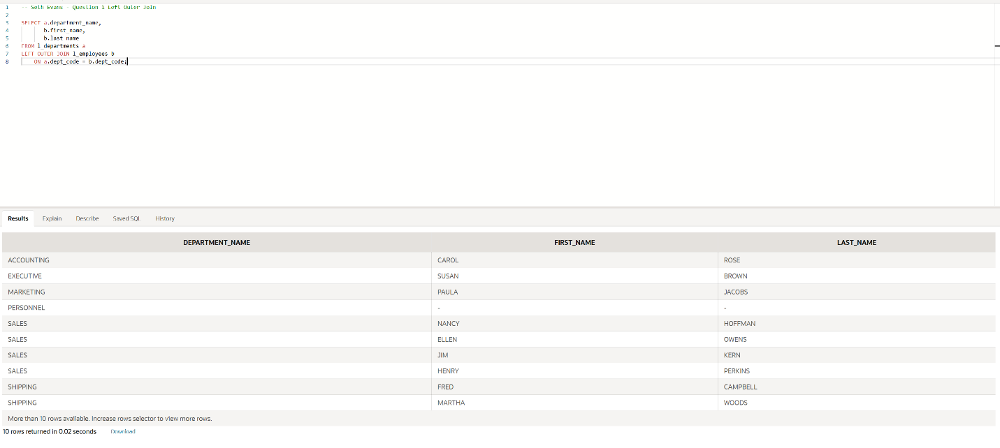 1 -- Seth Evans - Question 1 Left Outer Join
2
3 SELECT a.department_name,
4 b.first_name,
5 b.last_name
6 FROM l_departments a
7 LEFT OUTER JOIN l_employees b
8 ON a.dept_code = b.dept_code;
Results Explain Describe Saved SQL History
DEPARTMENT_NAME FIRST_NAME LAST_NAME
ACCOUNTING CAROL ROSE
EXECUTIVE SUSAN BROWN
MARKETING PAULA JACOBS
PERSONNEL - -
SALES NANCY HOFFMAN
SALES ELLEN OWENS
SALES JIM KERN
SALES HENRY PERKINS
SHIPPING FRED CAMPBELL
SHIPPING MARTHA WOODS
More than 10 rows available. Increase rows selector to view more rows.
10 rows returned in 0.02 seconds Download